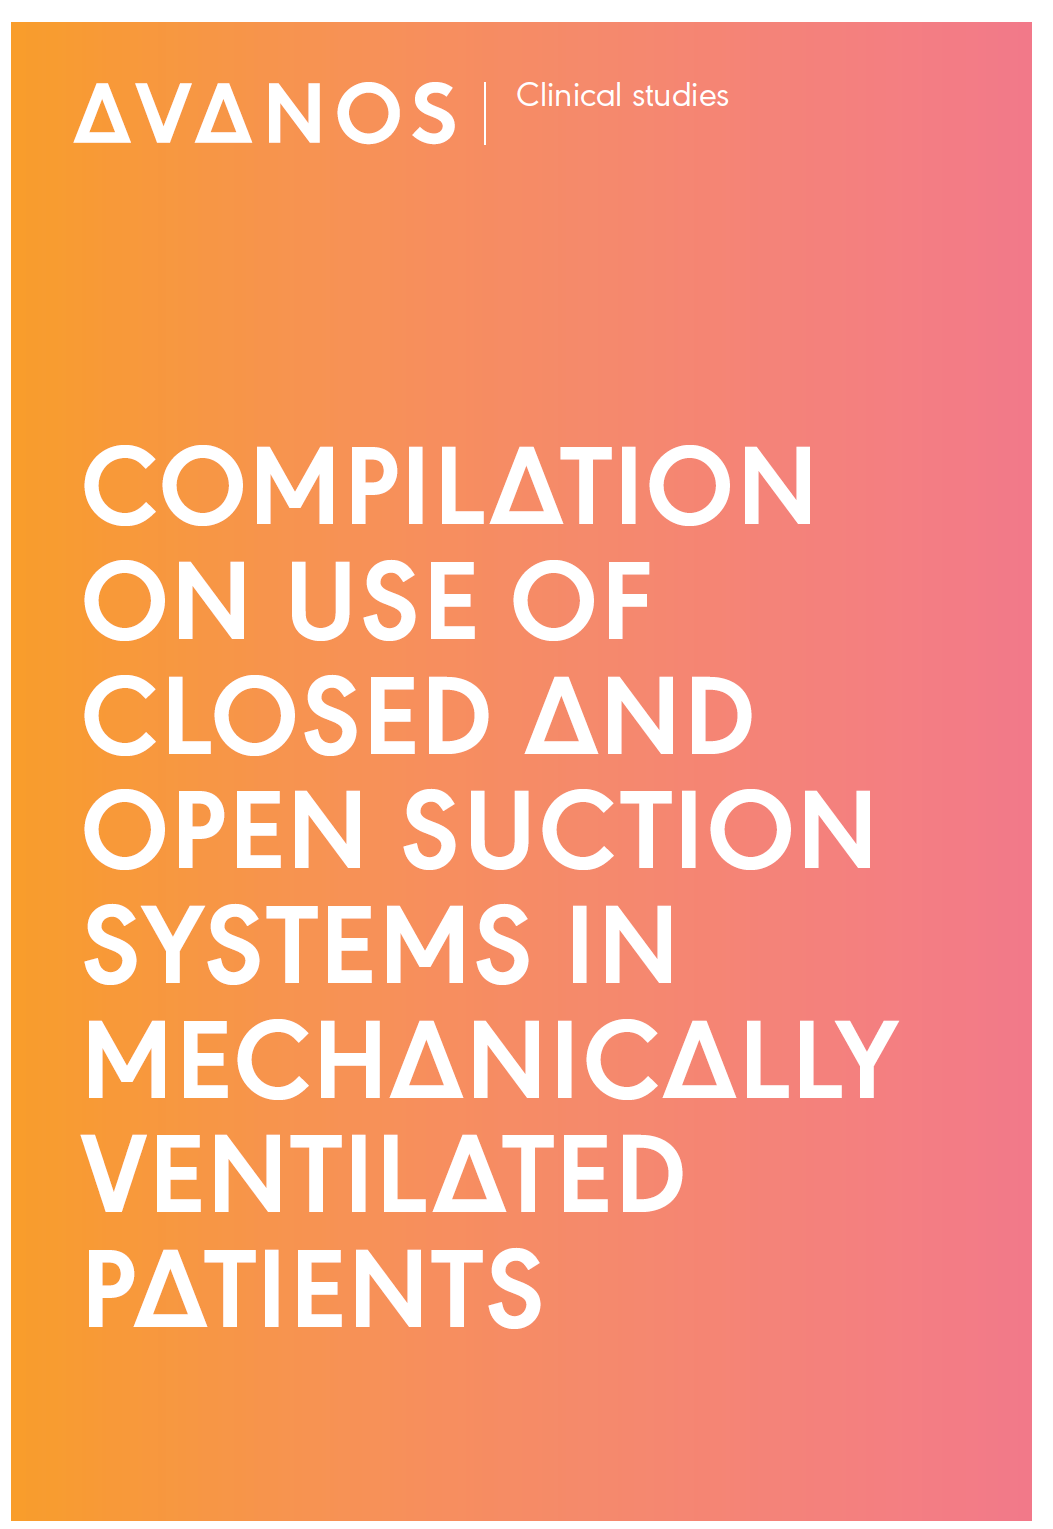 AVANOS
Clinical studies
COMPILATION
ON USE OF
CLOSED AND
OPEN SUCTION
SYSTEMS IN
MECHANICALLY
VENTILATED
PATIENTS